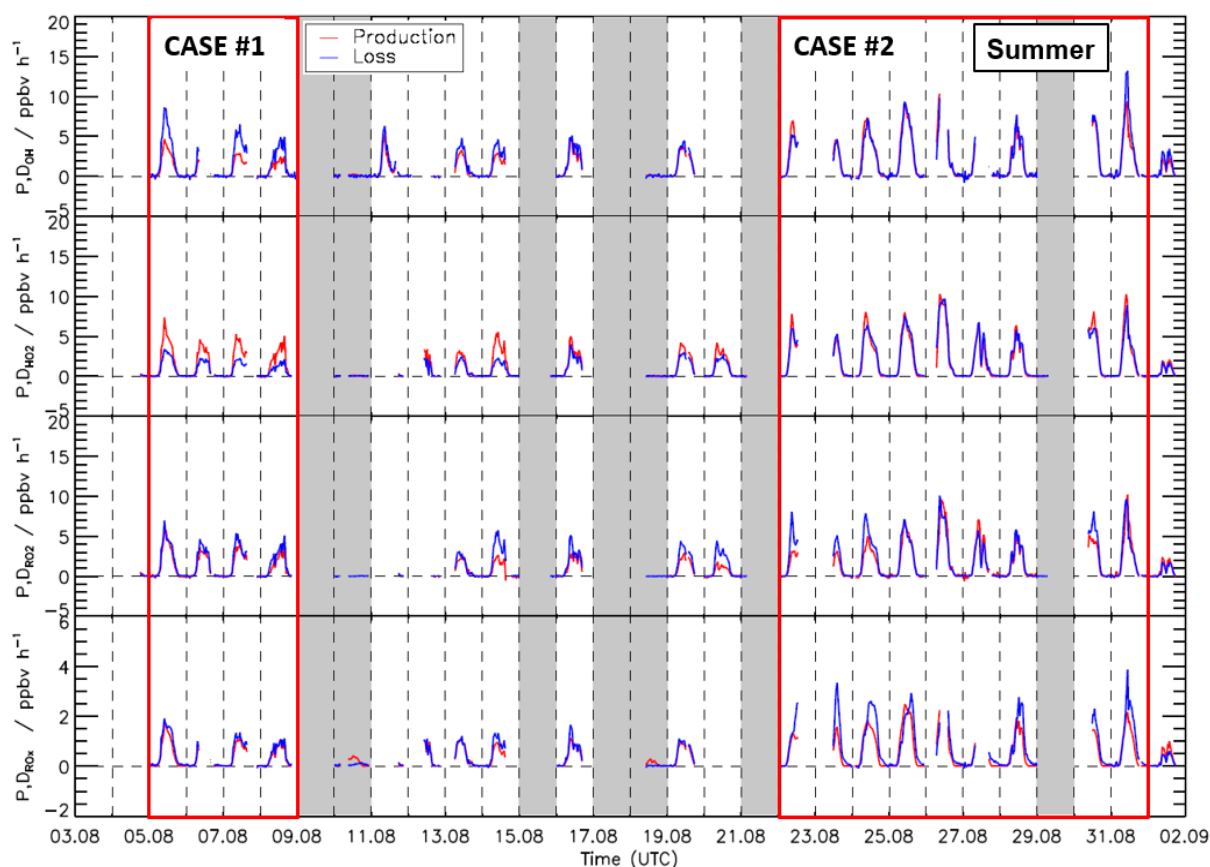 CASE #1
Production
Loss
CASE #2
Summer
20
15
10
5
0
−5
P,D_OH / ppbv h⁻¹
20
15
10
5
0
−5
P,D_HO2 / ppbv h⁻¹
20
15
10
5
0
−5
P,D_RO2 / ppbv h⁻¹
6
4
2
0
−2
P,D_ROx / ppbv h⁻¹
03.08 05.08 07.08 09.08 11.08 13.08 15.08 17.08 19.08 21.08 23.08 25.08 27.08 29.08 31.08 02.09
Time (UTC)